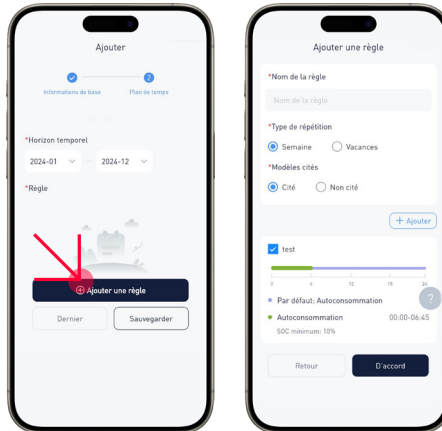 Ajouter
Informations de base
Plan de temps
*Horizon temporel
2024-01
2024-12
*Règle
Ajouter une règle
Dernier
Sauvegarder
Ajouter une règle
*Nom de la règle
Nom de la règle
*Type de répétition
Semaine
Vacances
*Modèles cités
Cité
Non cité
+ Ajouter
test
0 6 12 18 24
Par défaut: Autoconsommation
?
Autoconsommation 00:00-06:45
SOC minimum: 10%
Retour
D'accord